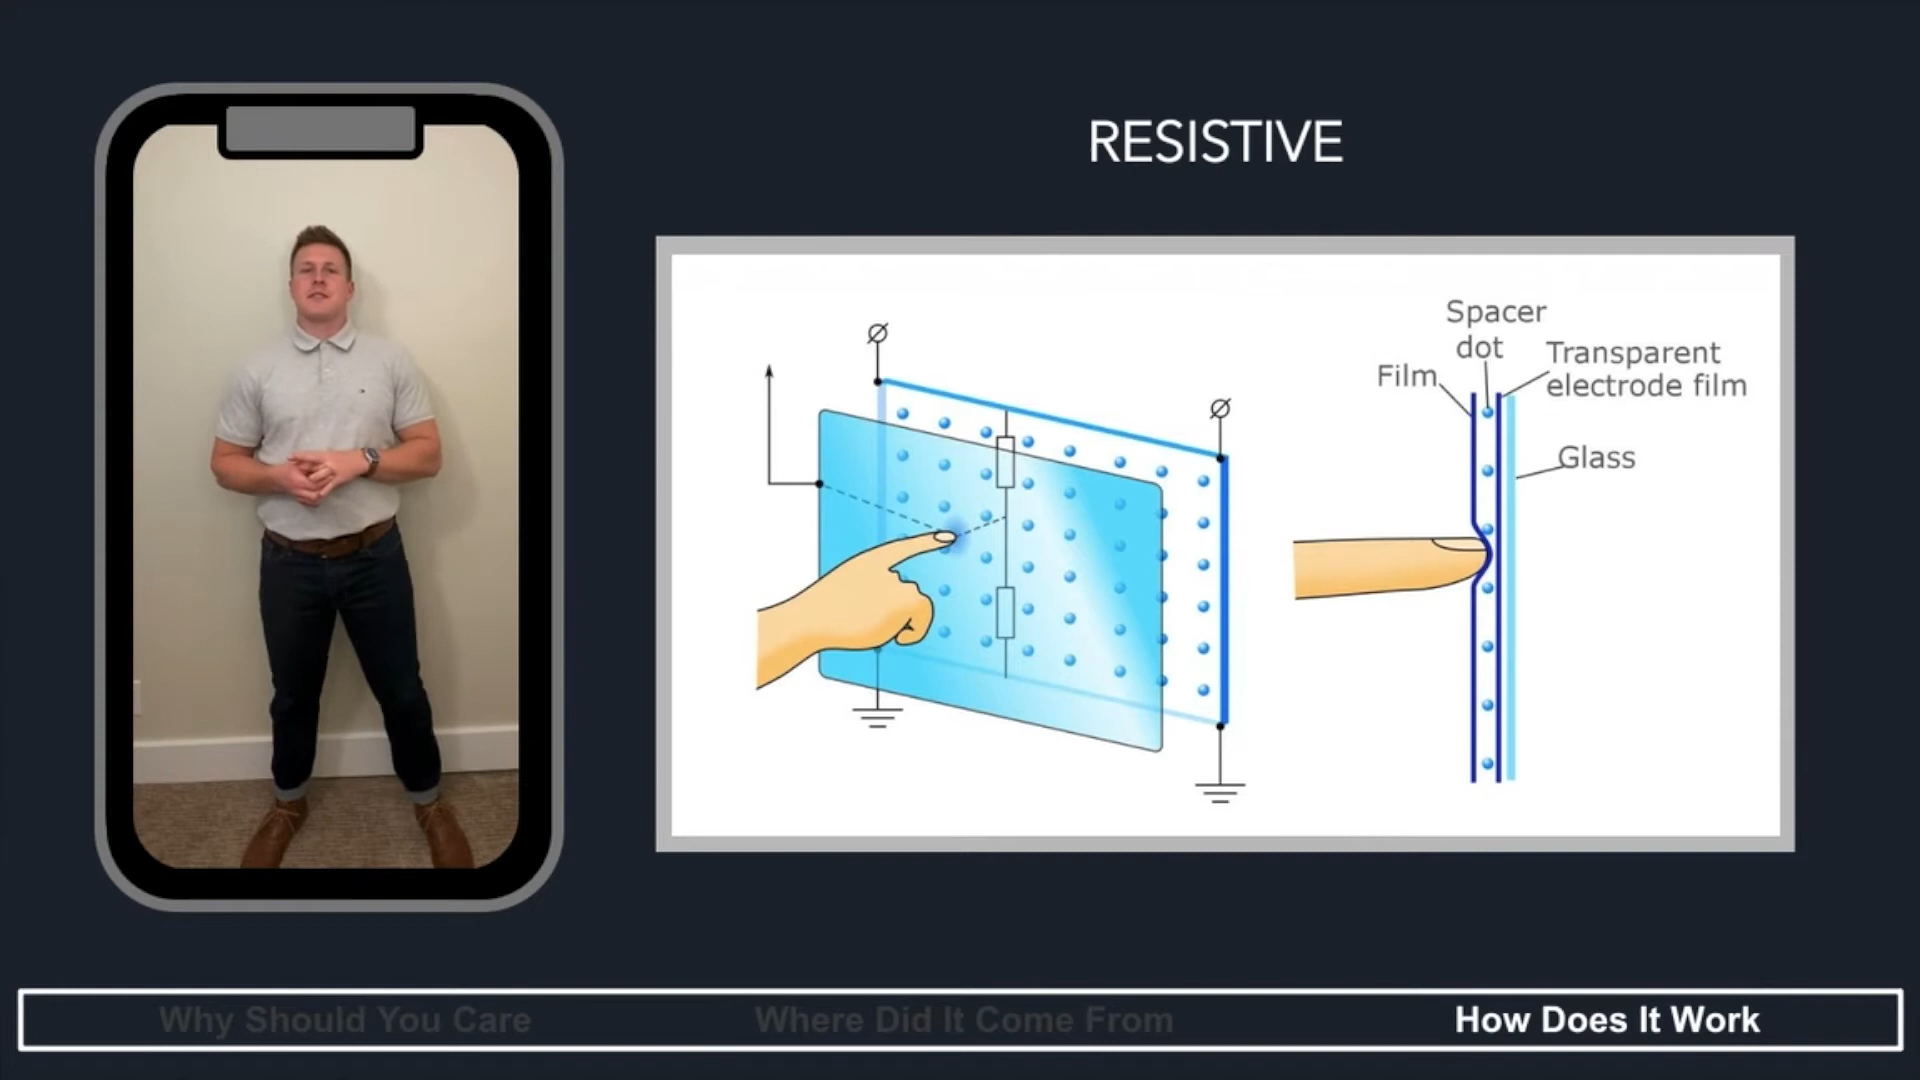 RESISTIVE
Spacer
dot
Transparent
electrode film
Film
Glass
Why Should You Care
Where Did It Come From
How Does It Work